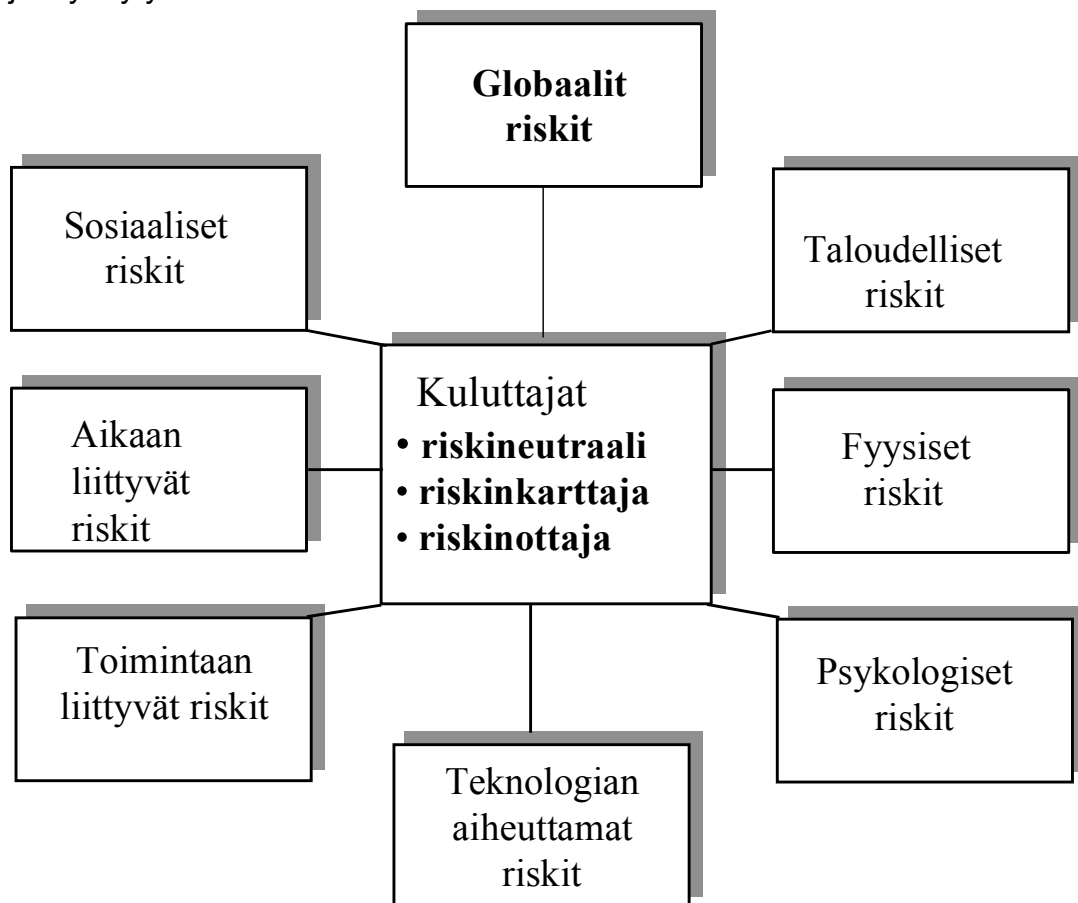 Globaalit
riskit
Sosiaaliset
riskit
Taloudelliset
riskit
Kuluttajat
• riskineutraali
• riskinkarttaja
• riskinottaja
Aikaan
liittyvät
riskit
Fyysiset
riskit
Toimintaan
liittyvät riskit
Psykologiset
riskit
Teknologian
aiheuttamat
riskit